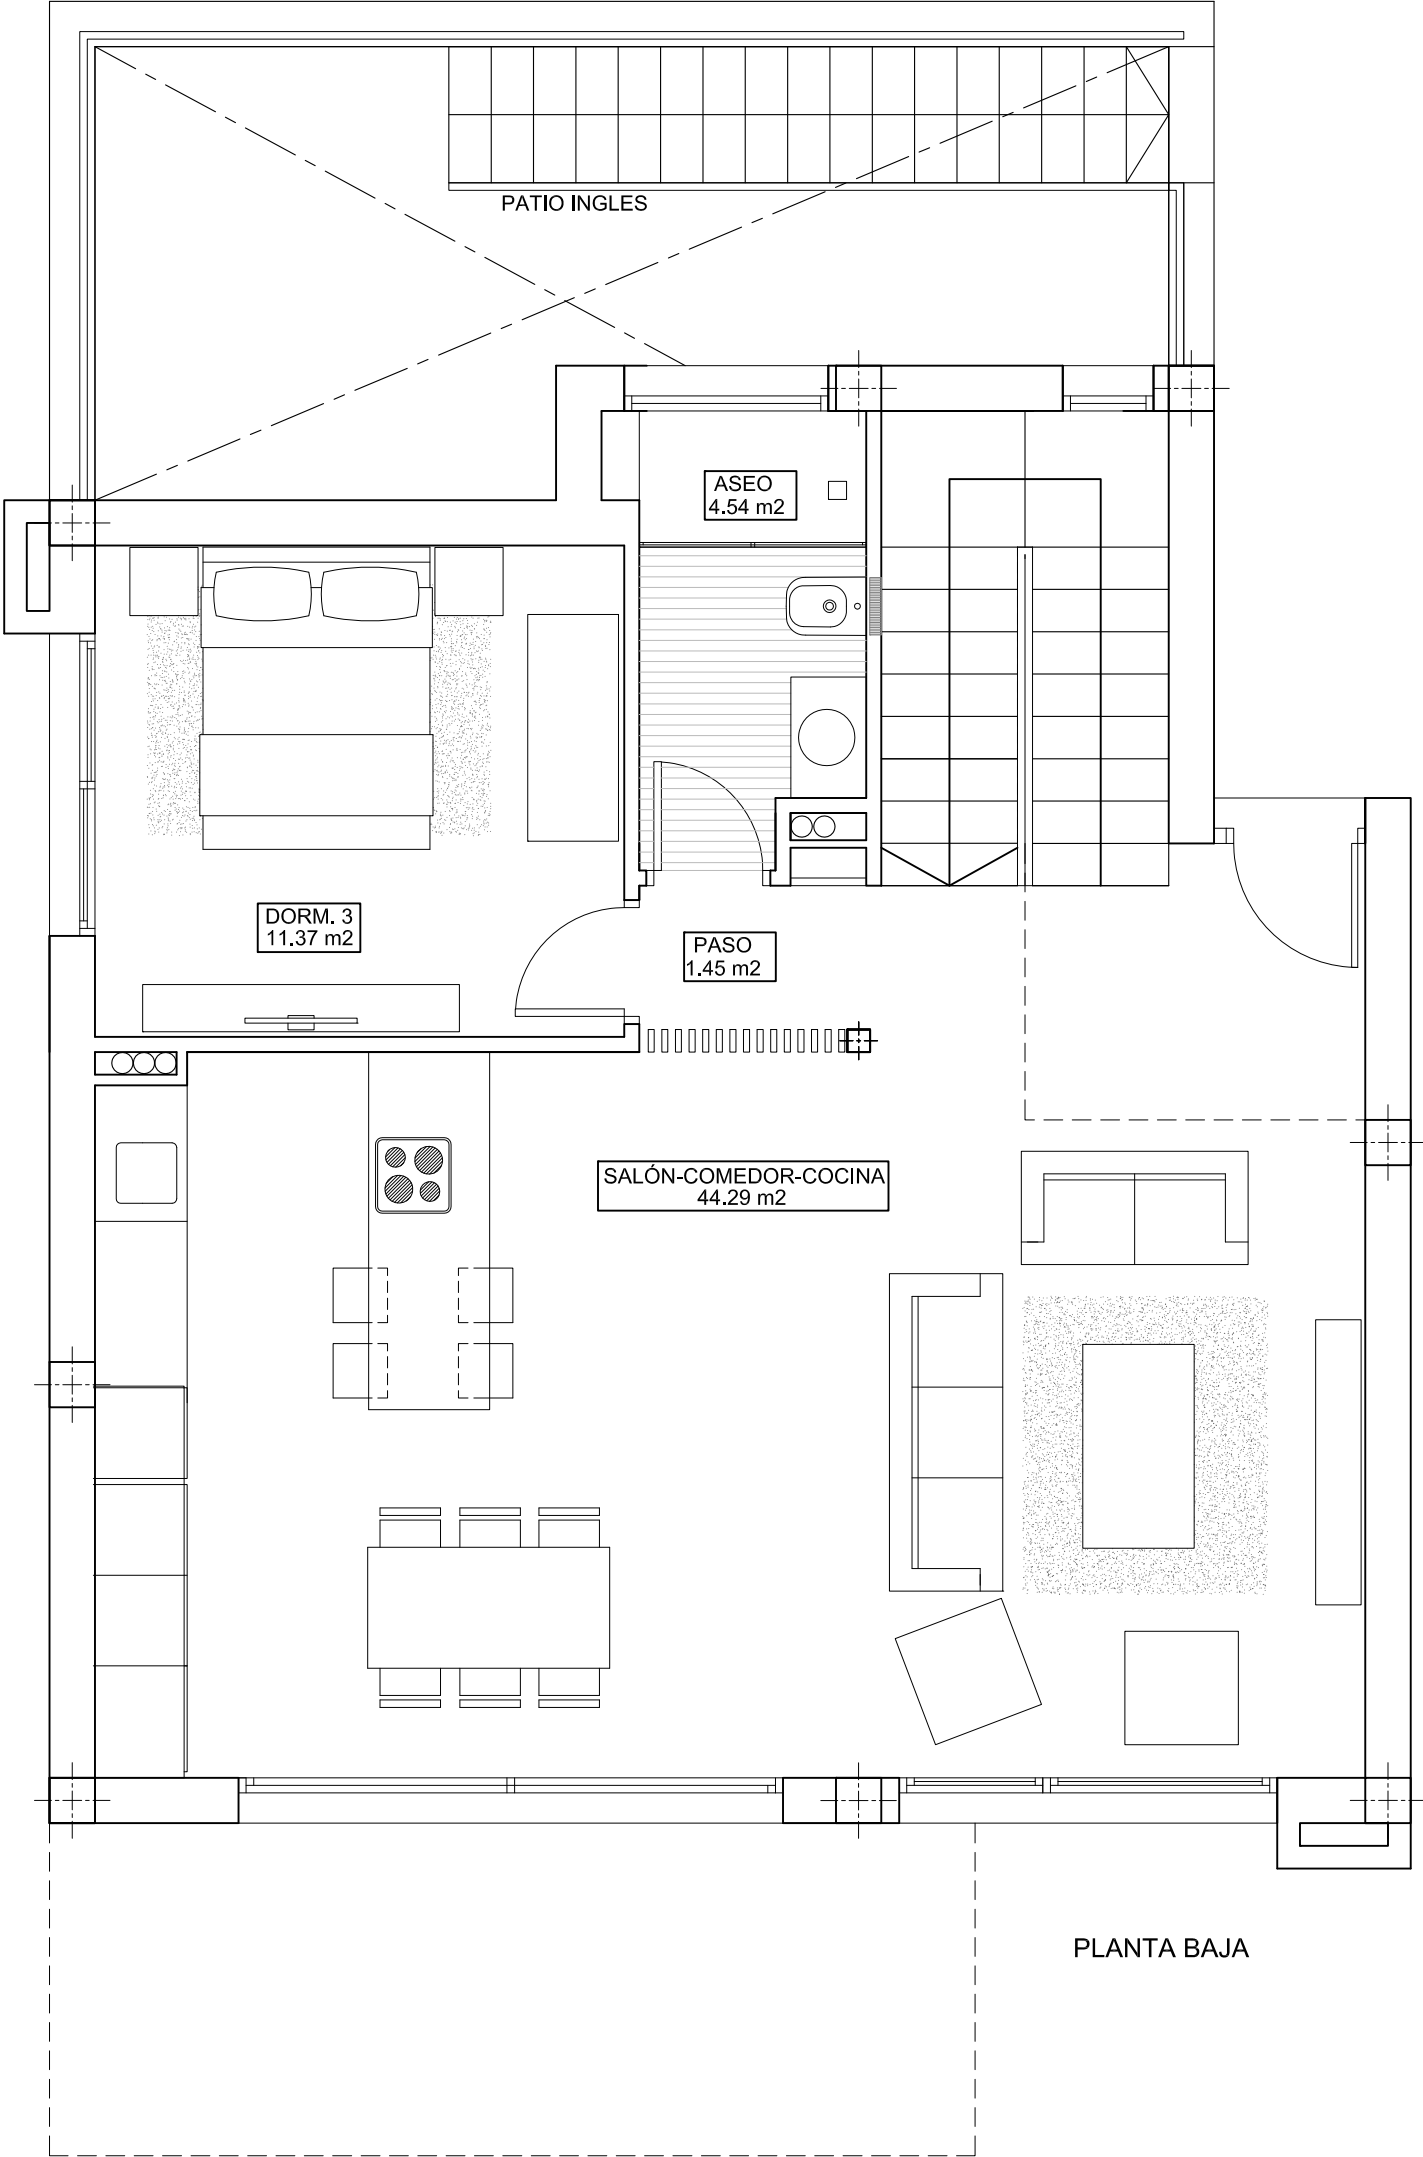 PATIO INGLES
ASEO
4.54 m2
DORM. 3
11.37 m2
PASO
1.45 m2
SALÓN-COMEDOR-COCINA
44.29 m2
PLANTA BAJA